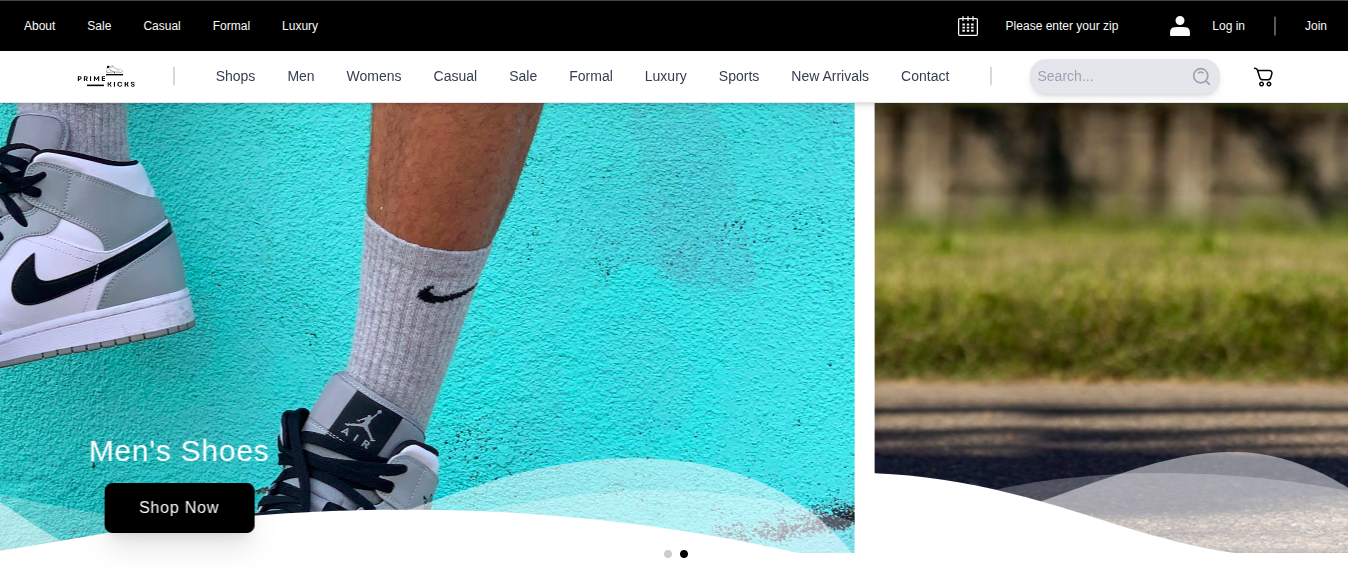 About Sale Casual Formal Luxury Please enter your zip Log in Join
PRIME KICKS Shops Men Womens Casual Sale Formal Luxury Sports New Arrivals Contact Search...
AIR
Men's Shoes
Shop Now